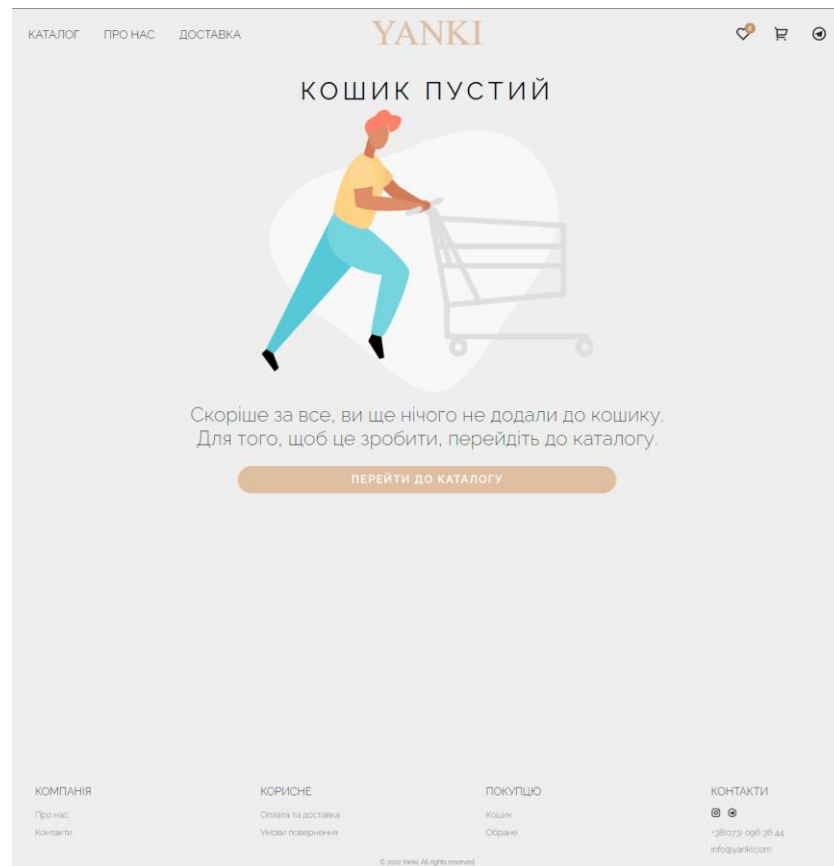 КАТАЛОГ ПРО НАС ДОСТАВКА YANKI
КОШИК ПУСТИЙ
Скоріше за все, ви ще нічого не додали до кошику.
Для того, щоб це зробити, перейдіть до каталогу.
ПЕРЕЙТИ ДО КАТАЛОГУ
КОМПАНІЯ
Про нас
Контакти
КОРИСНЕ
Оплата та доставка
Умови повернення
ПОКУПЦЮ
Кошик
Обране
КОНТАКТИ
+38(073) 096 36 44
info@yanki.com
© 2022 Yanki. All rights reserved